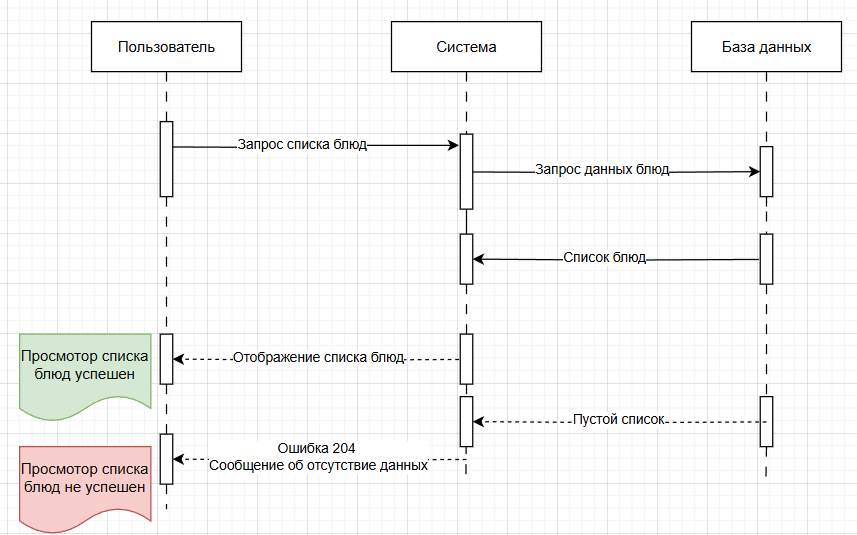 Пользователь
Система
База данных
Запрос списка блюд
Запрос данных блюд
Список блюд
Просмотор списка
блюд успешен
Отображение списка блюд
Пустой список
Ошибка 204
Сообщение об отсутствие данных
Просмотор списка
блюд не успешен